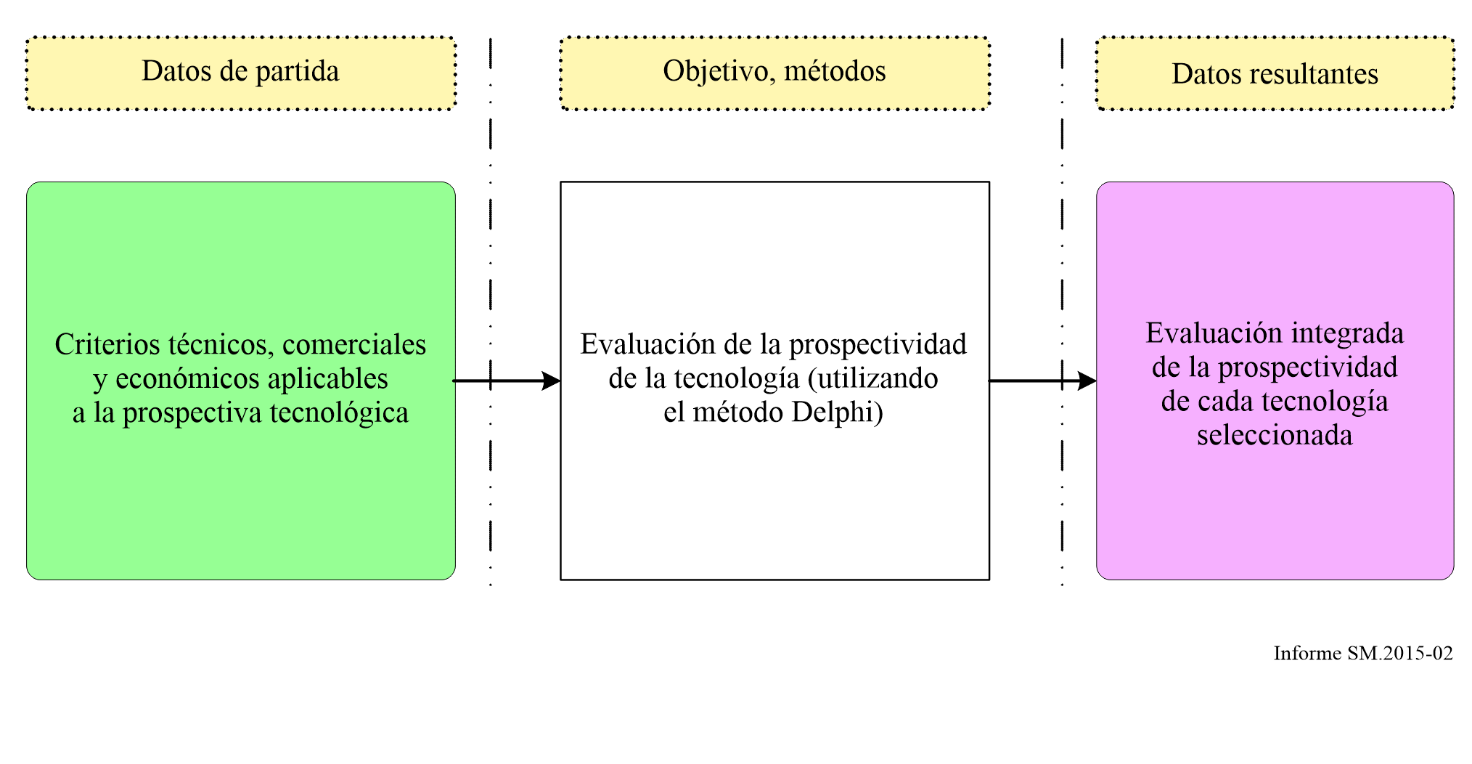 Datos de partida
Objetivo, métodos
Datos resultantes
Criterios técnicos, comerciales
y económicos aplicables
a la prospectiva tecnológica
Evaluación de la prospectividad
de la tecnología (utilizando
el método Delphi)
Evaluación integrada
de la prospectividad
de cada tecnología
seleccionada
Informe SM.2015-02